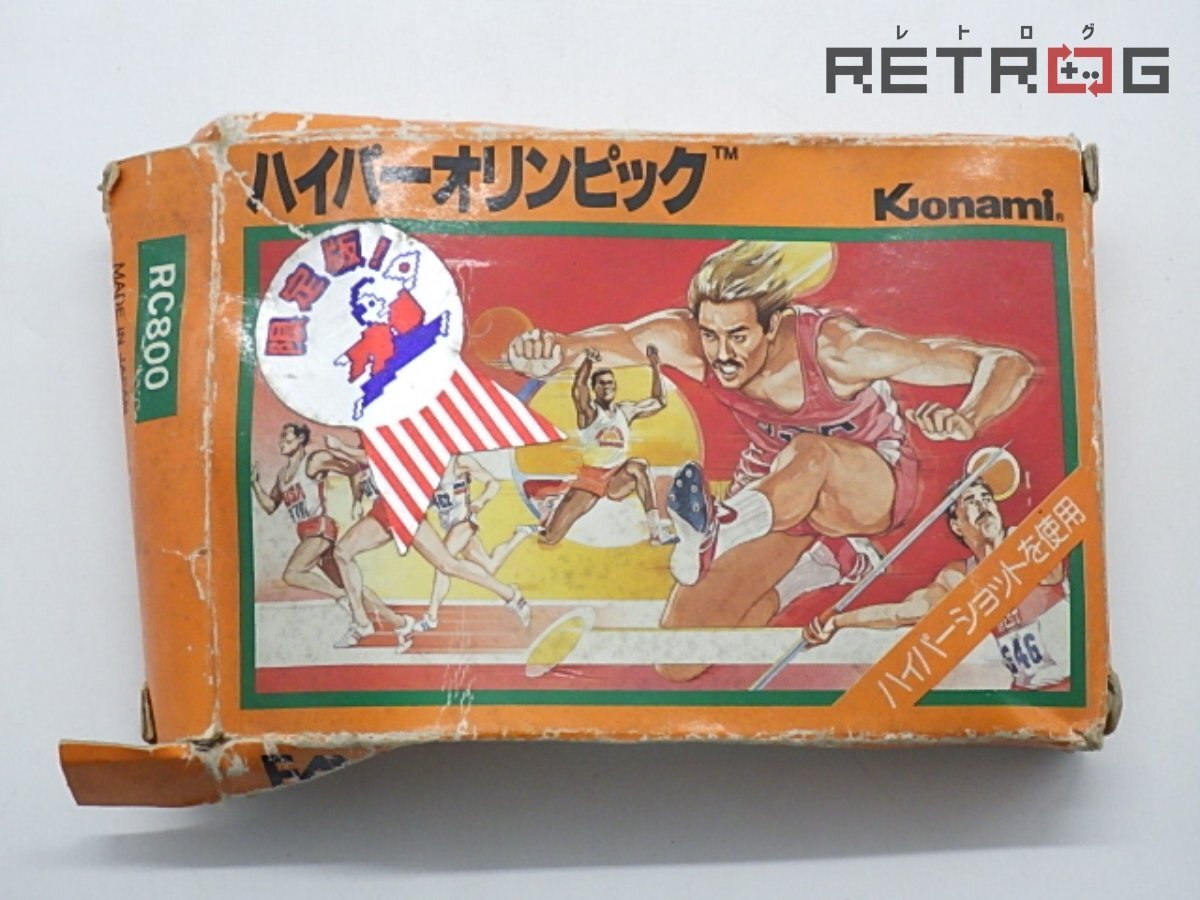 レトログ
RETROG
ハイパーオリンピック™
Konami®
限定版!
RC800
MADE IN JAPAN
USA
ハイパーショットを使用
646